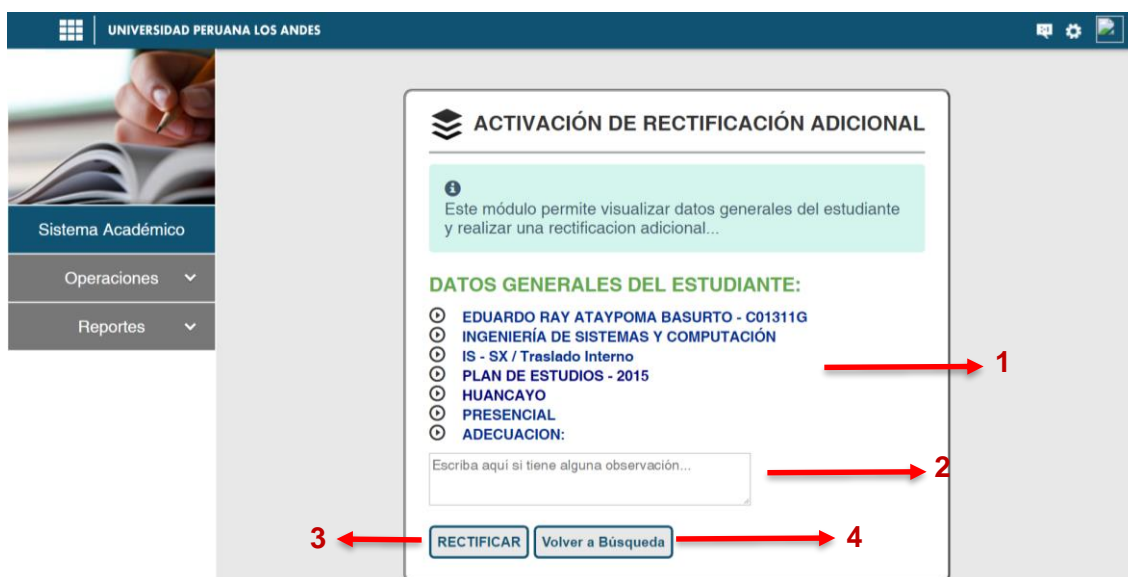 UNIVERSIDAD PERUANA LOS ANDES
ACTIVACIÓN DE RECTIFICACIÓN ADICIONAL
Este módulo permite visualizar datos generales del estudiante
y realizar una rectificacion adicional...
Sistema Académico
Operaciones
Reportes
DATOS GENERALES DEL ESTUDIANTE:
EDUARDO RAY ATAYPOMA BASURTO - C01311G
INGENIERÍA DE SISTEMAS Y COMPUTACIÓN
IS - SX / Traslado Interno
PLAN DE ESTUDIOS - 2015
HUANCAYO
PRESENCIAL
ADECUACION:
1
Escriba aqui si tiene alguna observación...
2
3
RECTIFICAR
Volver a Búsqueda
4